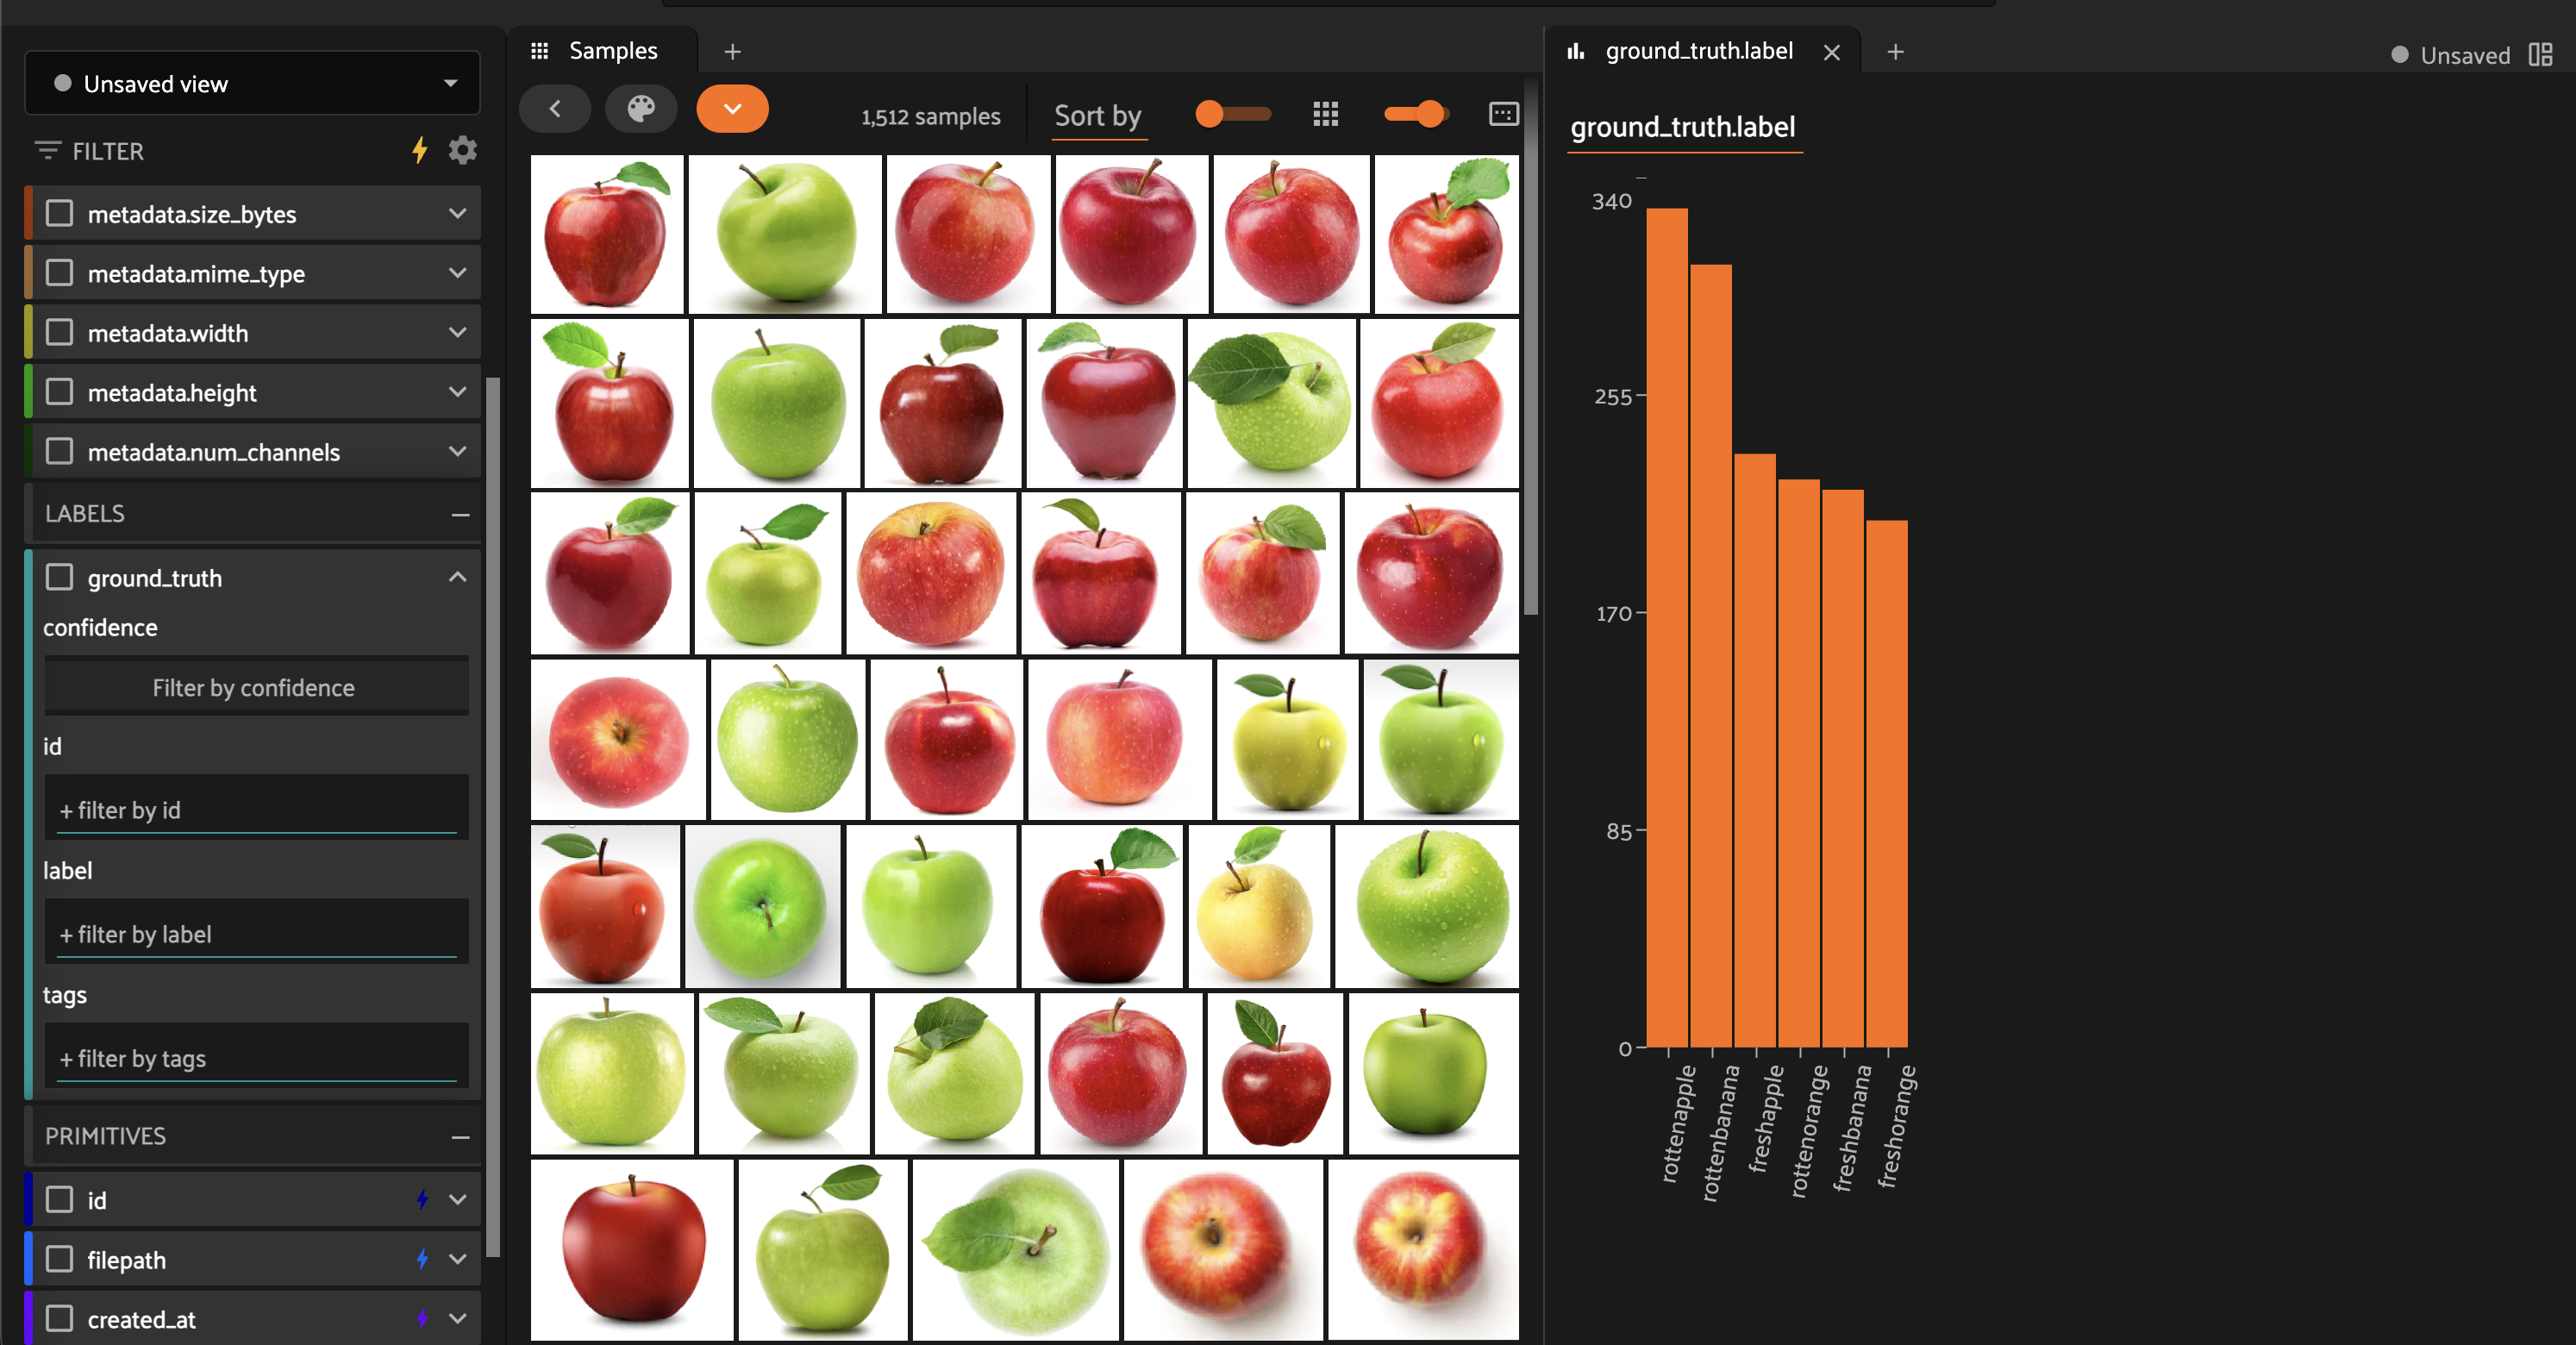 Unsaved view
FILTER
metadata.size_bytes
metadata.mime_type
metadata.width
metadata.height
metadata.num_channels
LABELS
ground_truth
confidence
Filter by confidence
id
+ filter by id
label
+ filter by label
tags
+ filter by tags
PRIMITIVES
id
filepath
created_at
Samples
+
1,512 samples
Sort by
ground_truth.label
+
Unsaved
ground_truth.label
340
255
170
85
0
rottenapple
rottenbanana
freshapple
rottenorange
freshbanana
freshorange